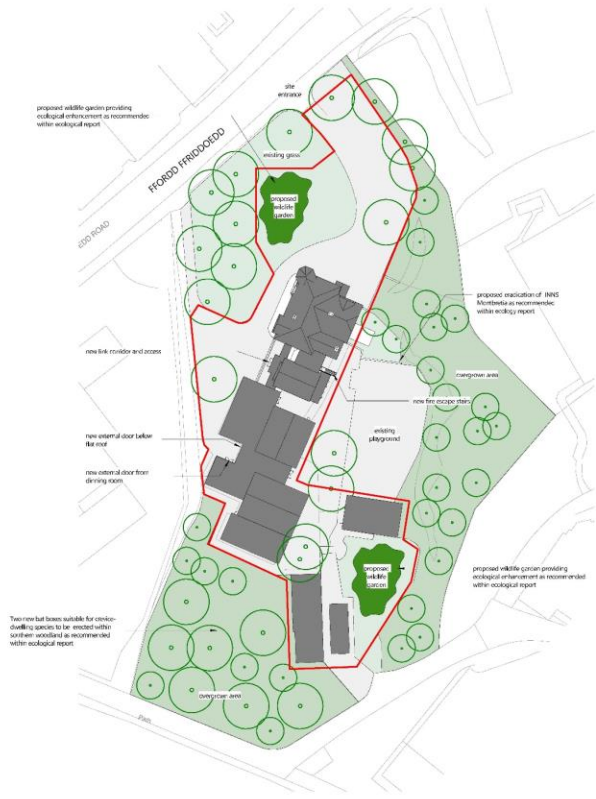 site
entrance
proposed wildlife garden providing
ecological enhancement as recommended
within ecological report
FFORDD FFRIDDOEDD
existing grass
proposed
wildlife
garden
EDD ROAD
proposed eradication of INNS
Montbretia as recommended
within ecology report
new link corridor and access
overgrown area
new fire escape stairs
existing
playground
new external door below
flat roof
new external door from
dinning room
proposed
wildlife
garden
proposed wildlife garden providing
ecological enhancement as recommended
within ecological report
Two new bat boxes suitable for crevice-
dwelling species to be erected within
southern woodland as recommended
within ecological report
overgrown area
Path